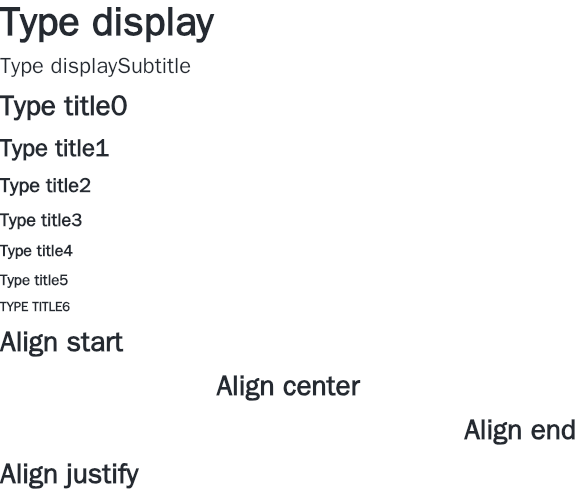 Type display
Type displaySubtitle
Type title0
Type title1
Type title2
Type title3
Type title4
Type title5
TYPE TITLE6
Align start
Align center
Align end
Align justify